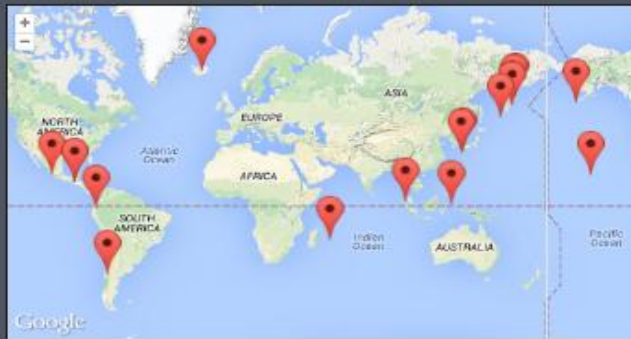 +
−
NORTH
AMERICA
Atlantic
Ocean
EUROPE
ASIA
AFRICA
SOUTH
AMERICA
Indian
Ocean
AUSTRALIA
Pacific
Ocean
Google